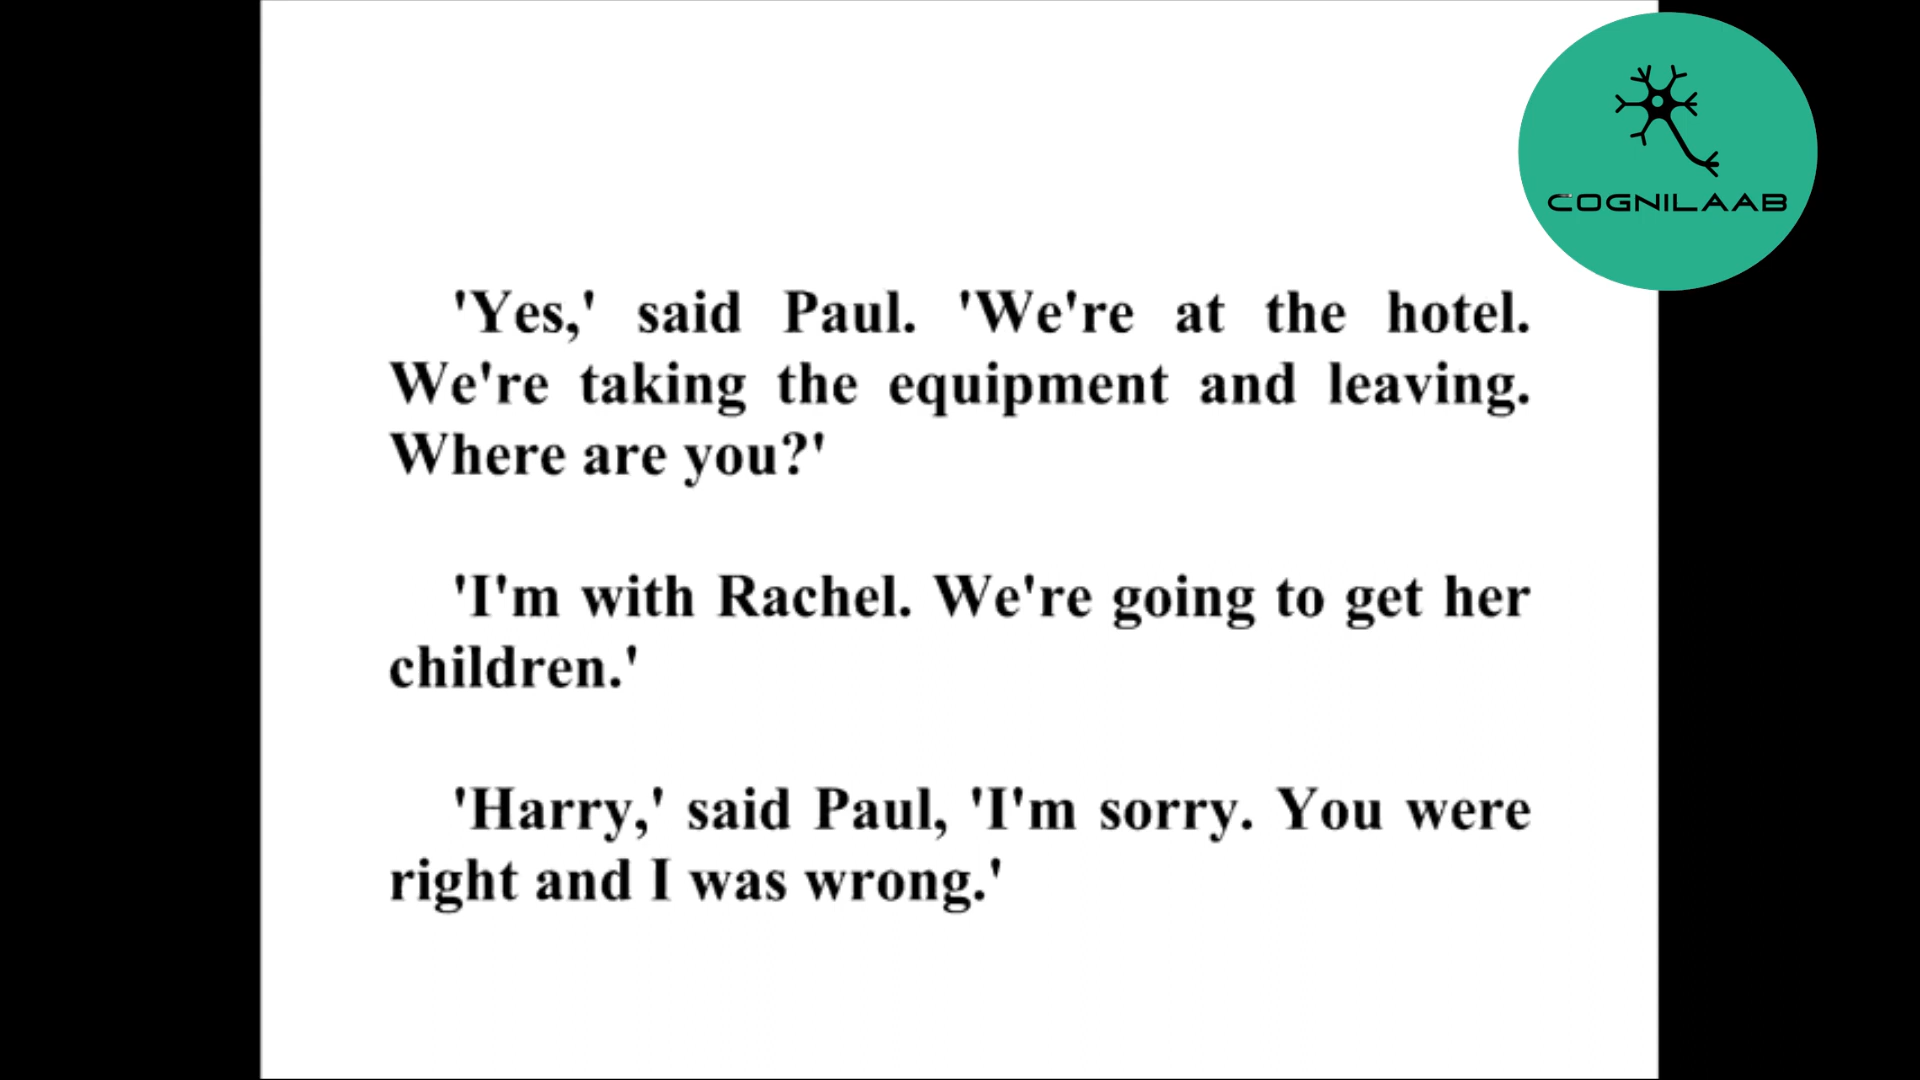 COGNILAAB
'Yes,' said Paul. 'We're at the hotel.
We're taking the equipment and leaving.
Where are you?'
'I'm with Rachel. We're going to get her
children.'
'Harry,' said Paul, 'I'm sorry. You were
right and I was wrong.'